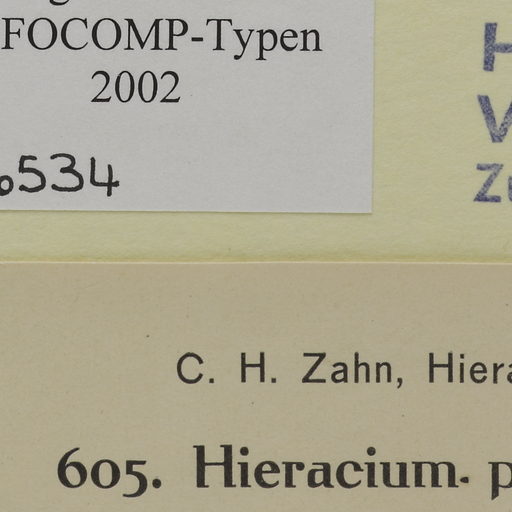 FOCOMP-Typen
2002
534
C. H. Zahn,
605. Hieracium.